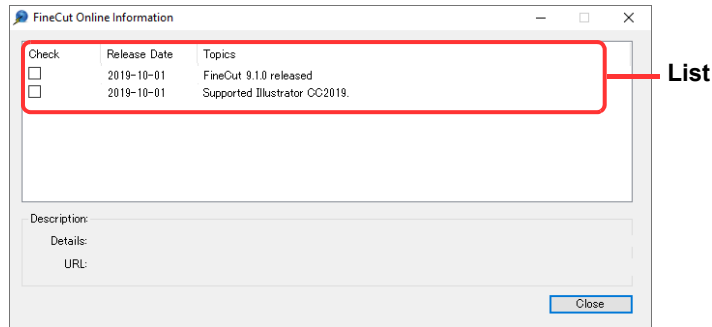 FineCut Online Information
Check Release Date Topics
2019-10-01 FineCut 9.1.0 released
2019-10-01 Supported Illustrator CC2019.
List
Description:
Details:
URL:
Close